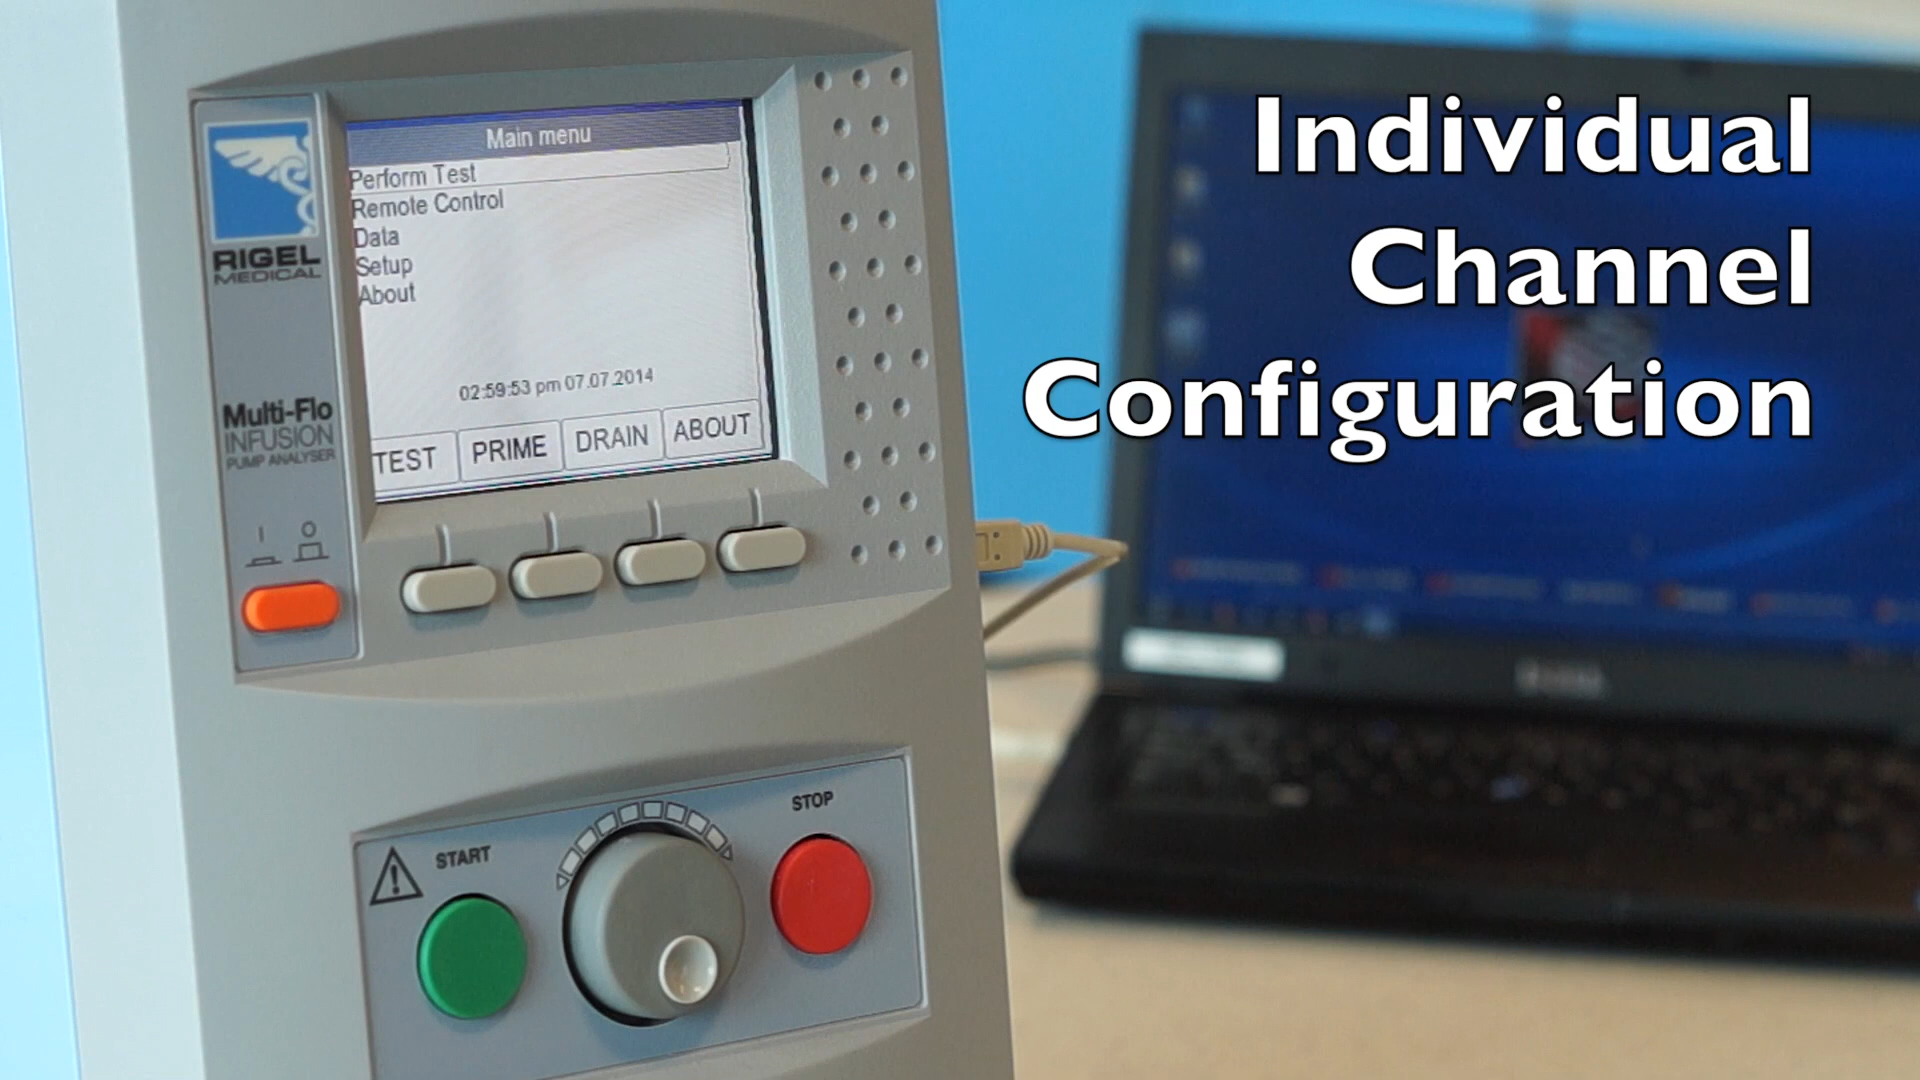 Individual
Channel
Configuration
Main menu
Perform Test
Remote Control
Data
Setup
About
02:59:53 pm 07.07.2014
TEST PRIME DRAIN ABOUT
RIGEL
MEDICAL
Multi-Flo
INFUSION
PUMP ANALYSER
I O
START
STOP